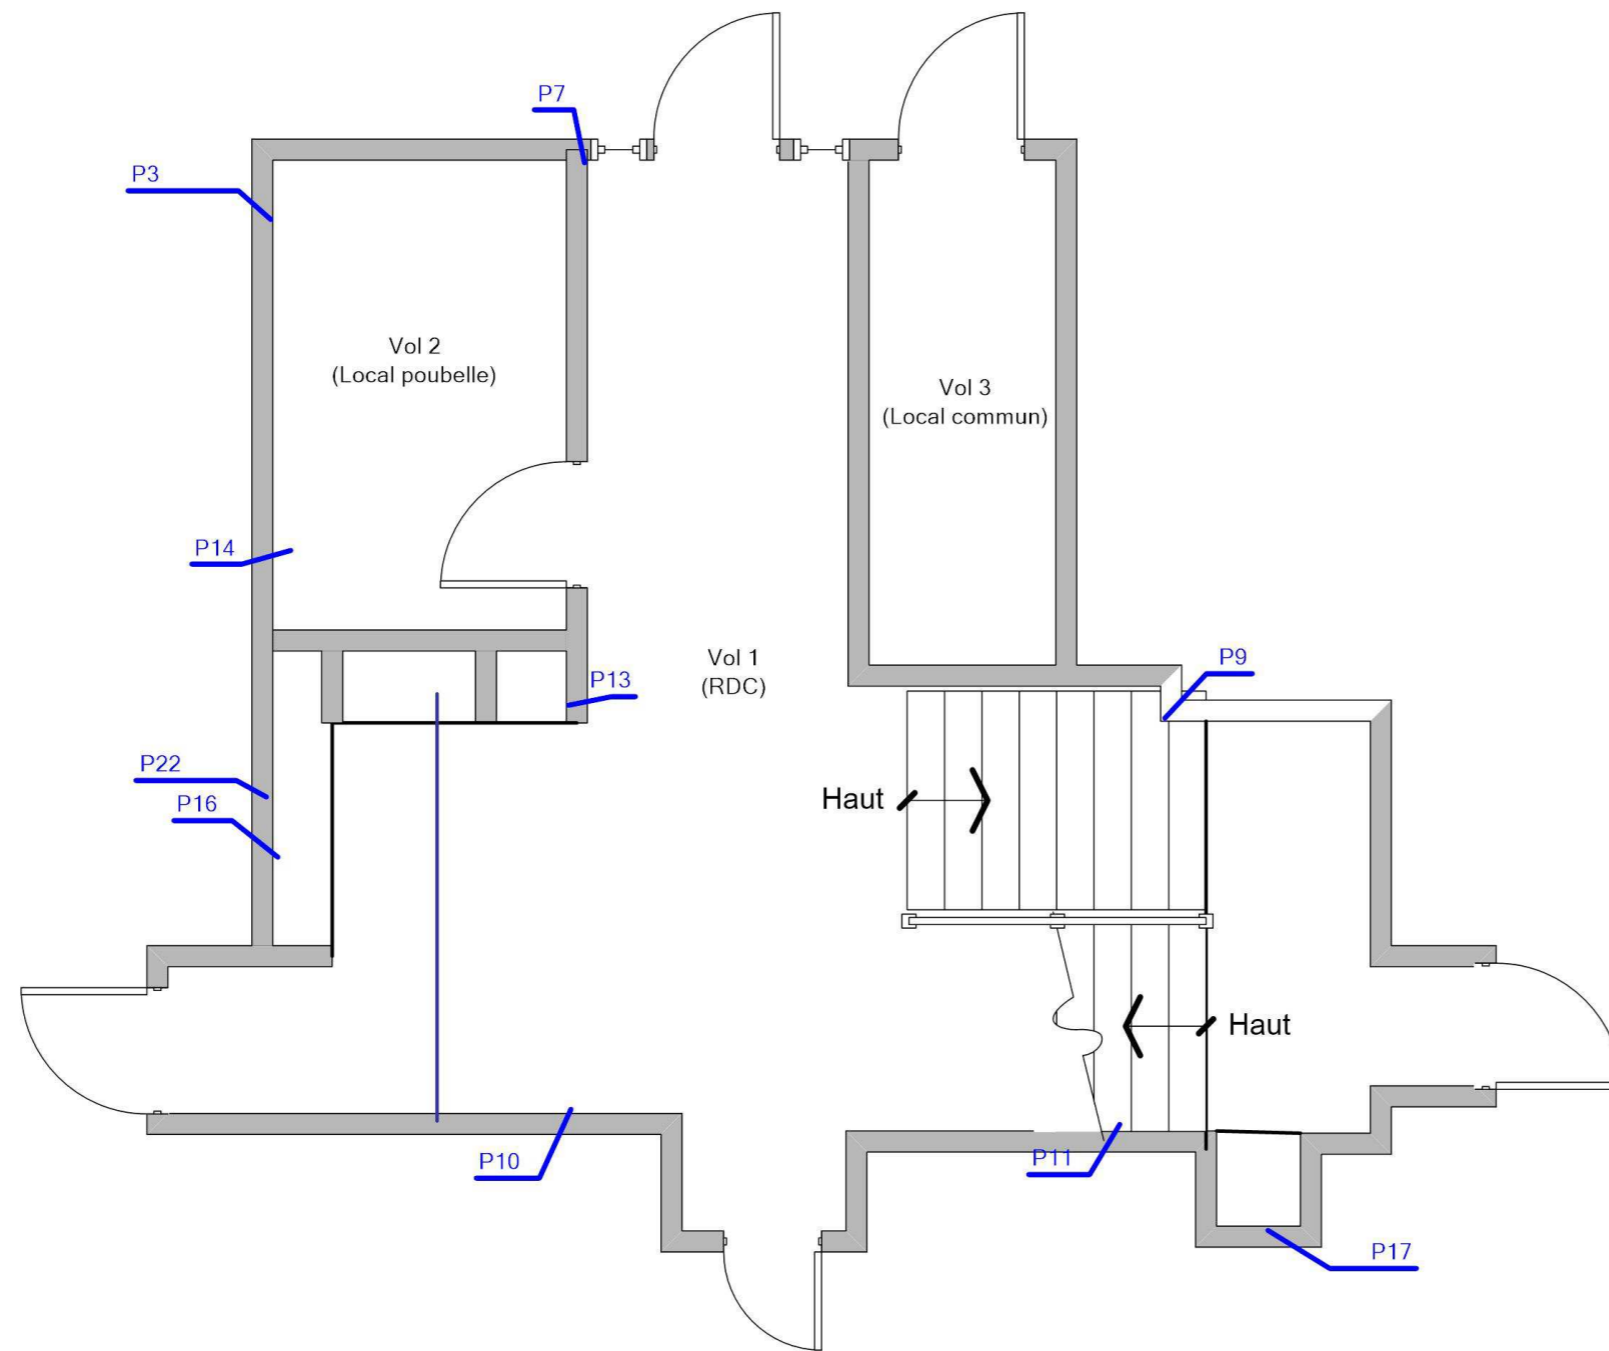 P7
P3
Vol 2
(Local poubelle)
Vol 3
(Local commun)
P14
Vol 1
(RDC)
P9
P13
P22
P16
Haut
Haut
P10
P11
P17